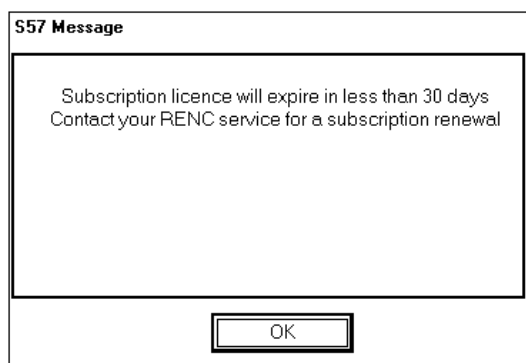 S57 Message
Subscription licence will expire in less than 30 days
Contact your RENC service for a subscription renewal
OK